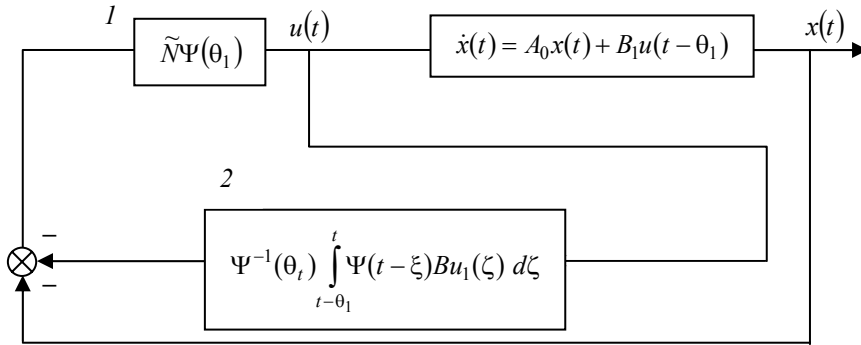 1
ÑΨ(θ₁)
u(t)
ẋ(t) = A₀x(t) + B₁u(t − θ₁)
x(t)
2
−
−
Ψ⁻¹(θₜ) ∫ₜ₋θ₁ᵗ Ψ(t − ξ)Bu₁(ζ) dζ